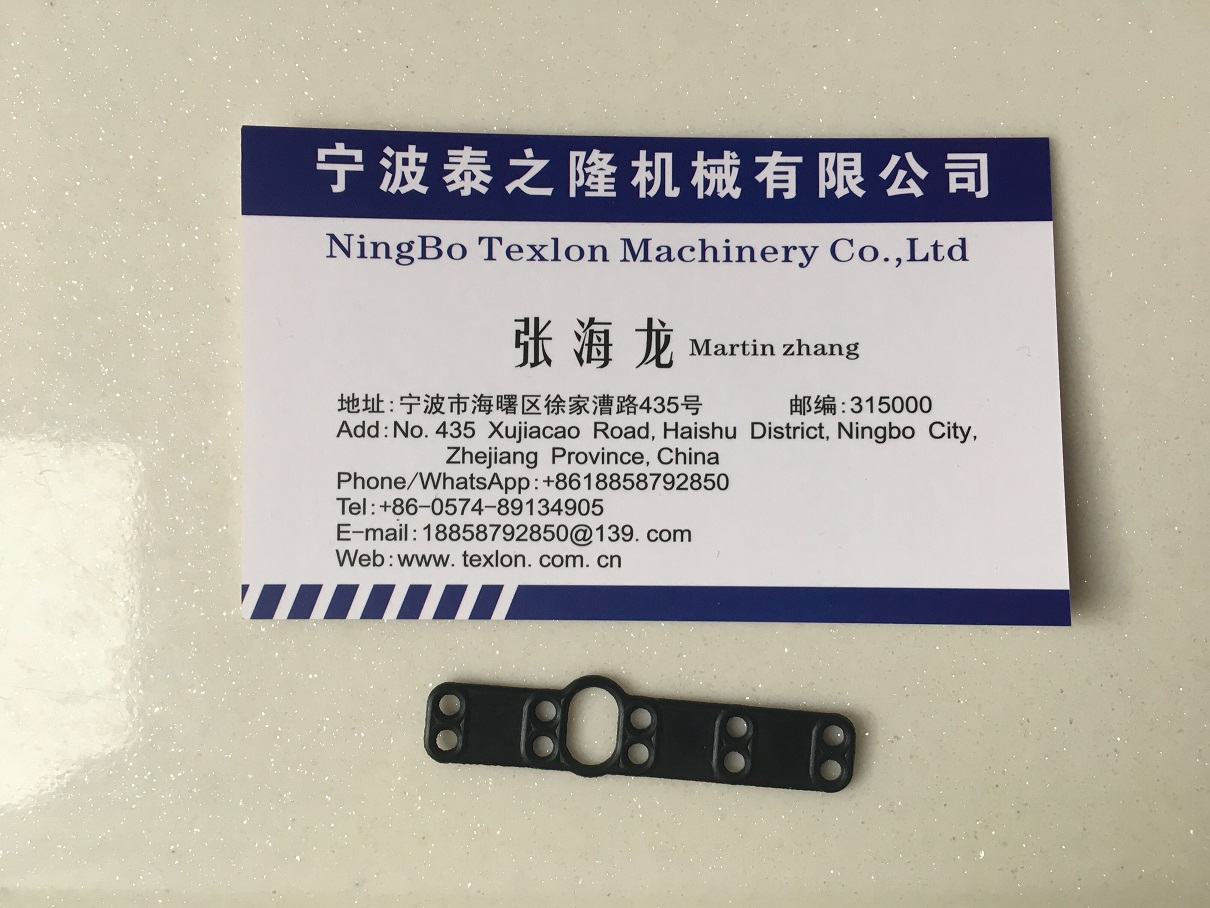 宁波泰之隆机械有限公司
NingBo Texlon Machinery Co.,Ltd
张海龙 Martin zhang
地址:宁波市海曙区徐家漕路435号 邮编:315000
Add:No. 435 Xujiacao Road, Haishu District, Ningbo City,
Zhejiang Province, China
Phone/WhatsApp:+8618858792850
Tel:+86-0574-89134905
E-mail:18858792850@139. com
Web:www. texlon. com. cn